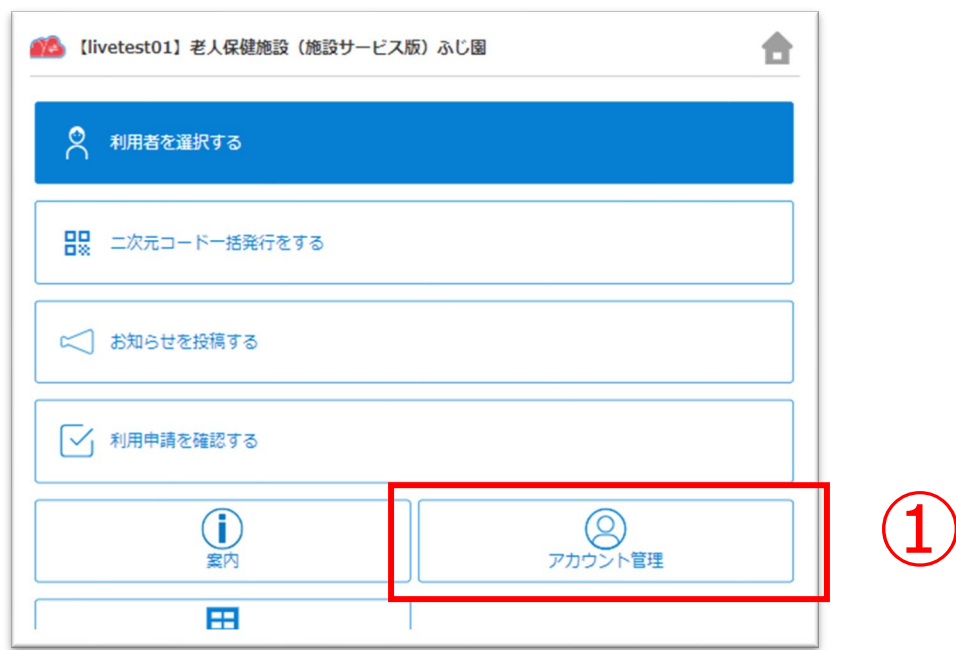 【livetest01】老人保健施設（施設サービス版）ふじ園
利用者を選択する
二次元コード一括発行をする
お知らせを投稿する
利用申請を確認する
案内
アカウント管理
①